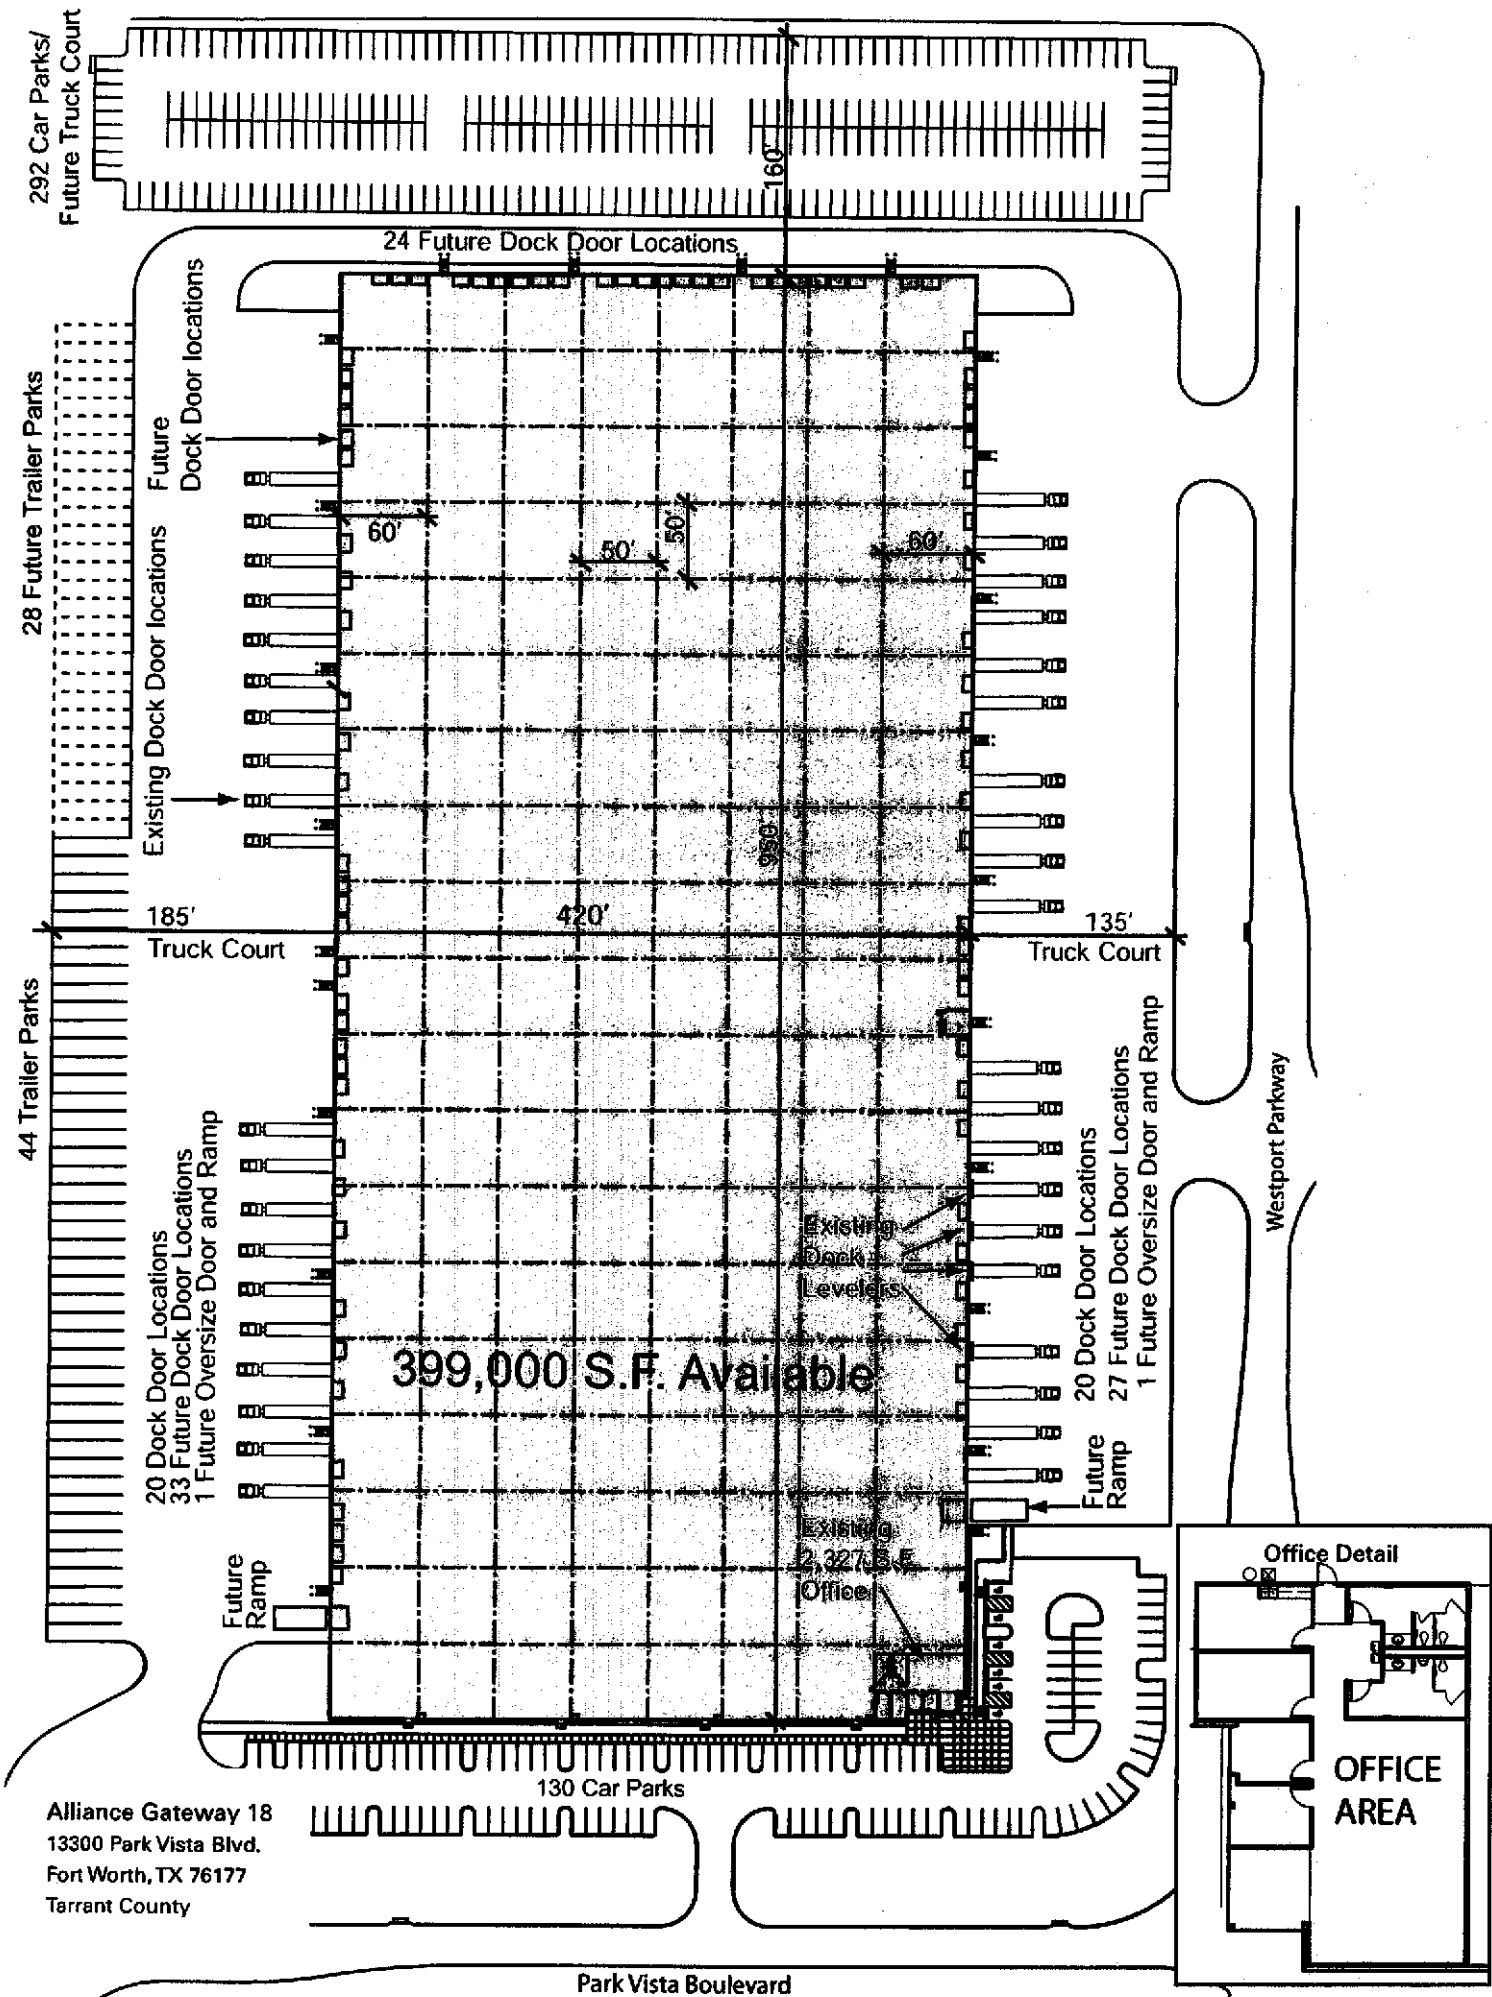 292 Car Parks/
Future Truck Court
160'
24 Future Dock Door Locations
28 Future Trailer Parks
Future
Dock Door locations
Existing Dock Door locations
60'
50'
50'
60'
950'
185'
Truck Court
420'
135'
Truck Court
44 Trailer Parks
20 Dock Door Locations
33 Future Dock Door Locations
1 Future Oversize Door and Ramp
20 Dock Door Locations
27 Future Dock Door Locations
1 Future Oversize Door and Ramp
Westport Parkway
Existing
Dock
Levelers
399,000 S.F. Available
Future
Ramp
Future
Ramp
Existing
2,327 S.F.
Office
Office Detail
OFFICE
AREA
130 Car Parks
Alliance Gateway 18
13300 Park Vista Blvd.
Fort Worth, TX 76177
Tarrant County
Park Vista Boulevard